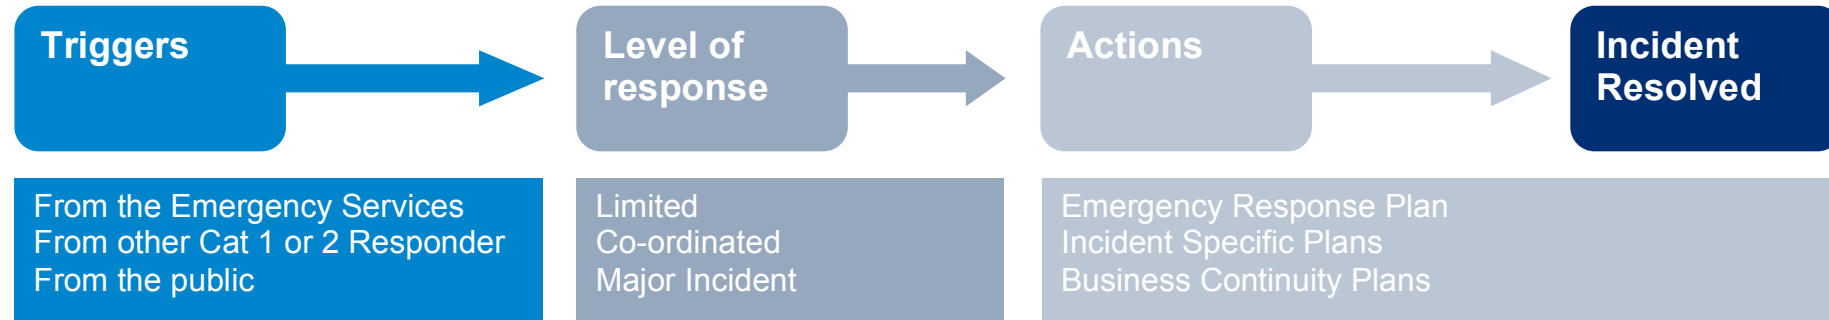 Triggers
Level of
response
Actions
Incident
Resolved
From the Emergency Services
From other Cat 1 or 2 Responder
From the public
Limited
Co-ordinated
Major Incident
Emergency Response Plan
Incident Specific Plans
Business Continuity Plans